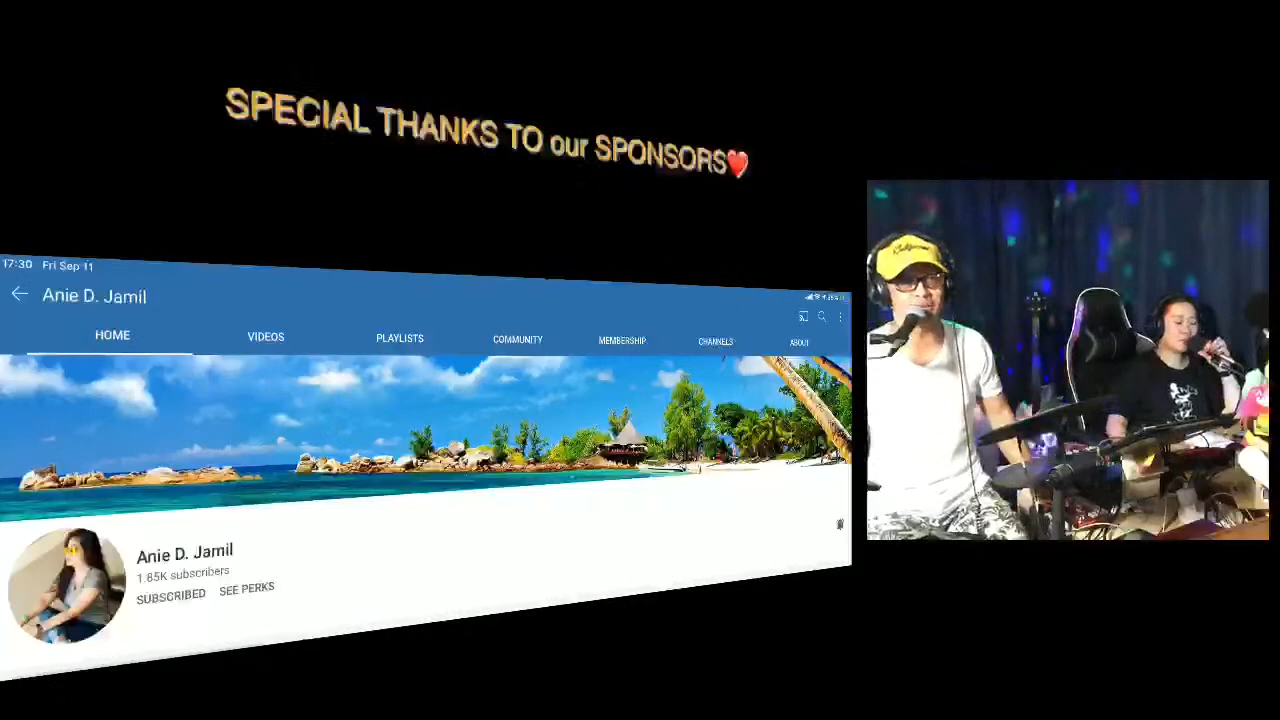 SPECIAL THANKS TO our SPONSORS❤️
17:30 Fri Sep 11
Anie D. Jamil
HOME VIDEOS PLAYLISTS COMMUNITY MEMBERSHIP CHANNELS ABOUT
Anie D. Jamil
1.85K subscribers
SUBSCRIBED SEE PERKS